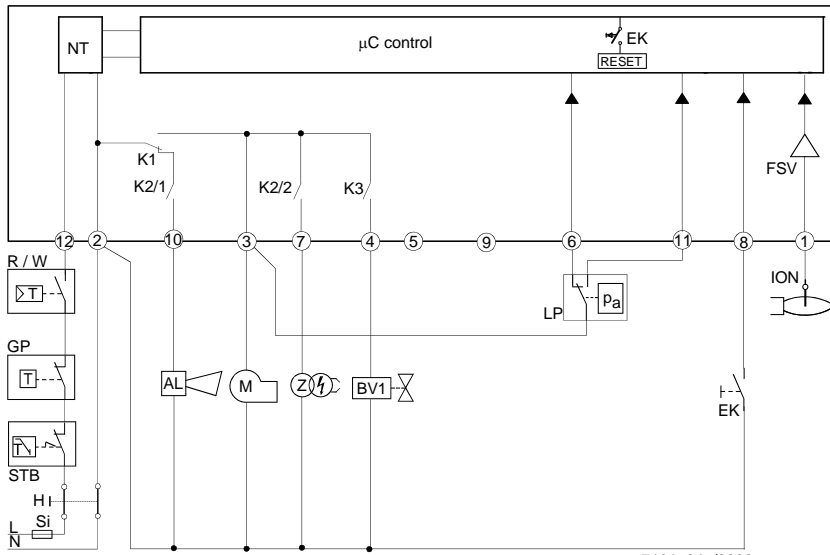 NT
µC control
EK
RESET
K1
FSV
K2/1
K2/2
K3
12
2
10
3
7
4
5
9
6
11
8
1
R / W
T
ION
LP
pa
GP
T
AL
M
Z
BV1
EK
T
STB
H
L
Si
N